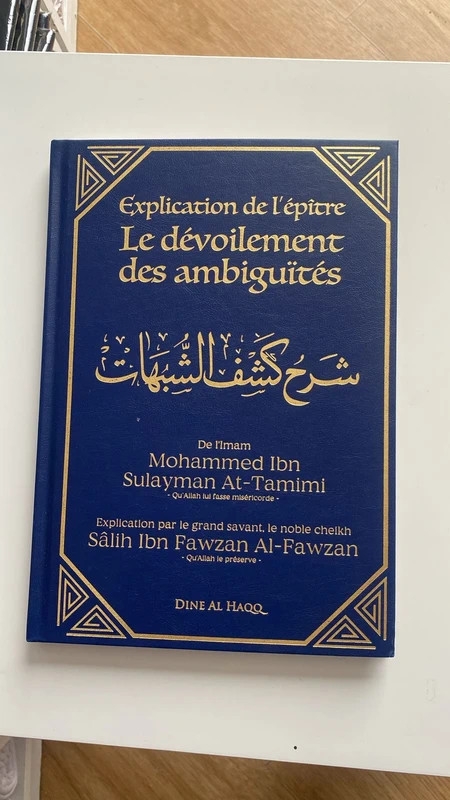 Explication de l'épître
Le dévoilement
des ambiguïtés
شرح كشف الشبهات
De l'Imam
Mohammed Ibn
Sulayman At-Tamimi
- Qu'Allah lui fasse miséricorde -
Explication par le grand savant, le noble cheikh
Sâlih Ibn Fawzan Al-Fawzan
- Qu'Allah le préserve -
DINE AL HAQQ